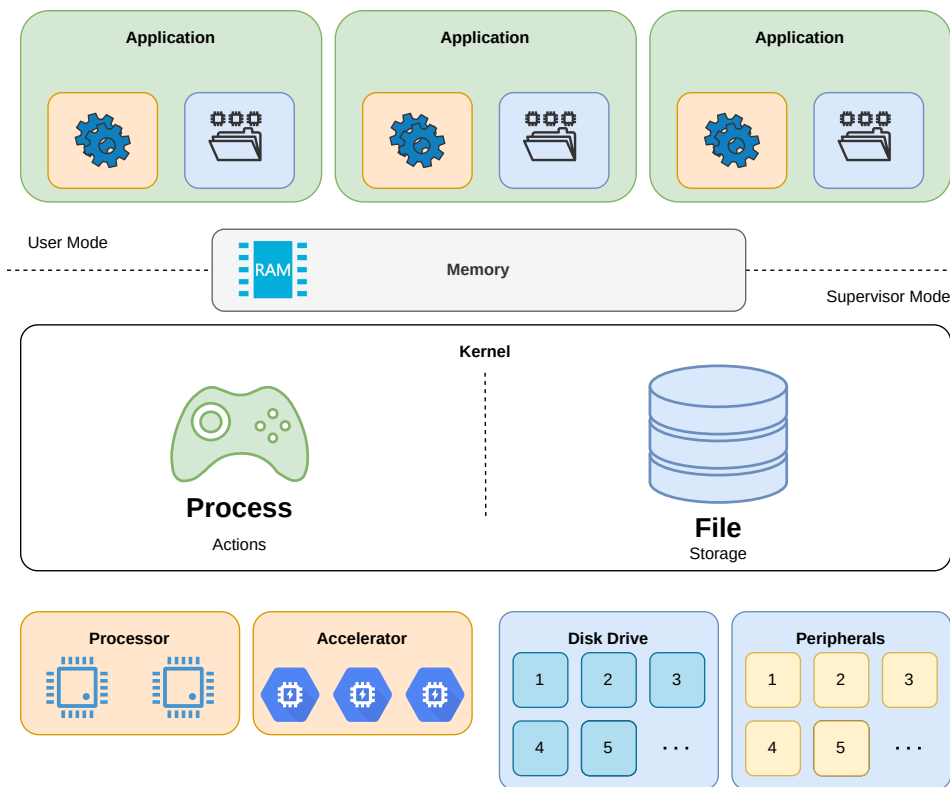 Application
Application
Application
User Mode
RAM
Memory
Supervisor Mode
Kernel
Process
Actions
File
Storage
Processor
Accelerator
Disk Drive
1 2 3
4 5 ...
Peripherals
1 2 3
4 5 ...